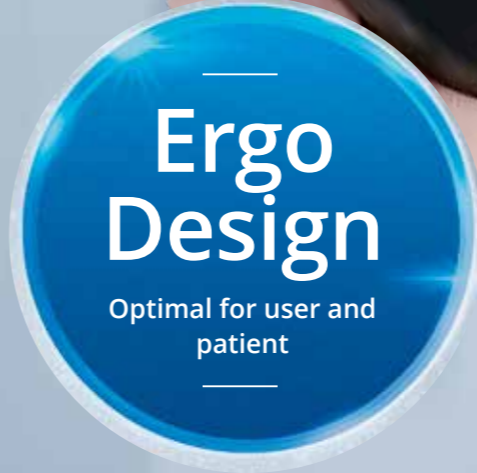 Ergo
Design
Optimal for user and
patient